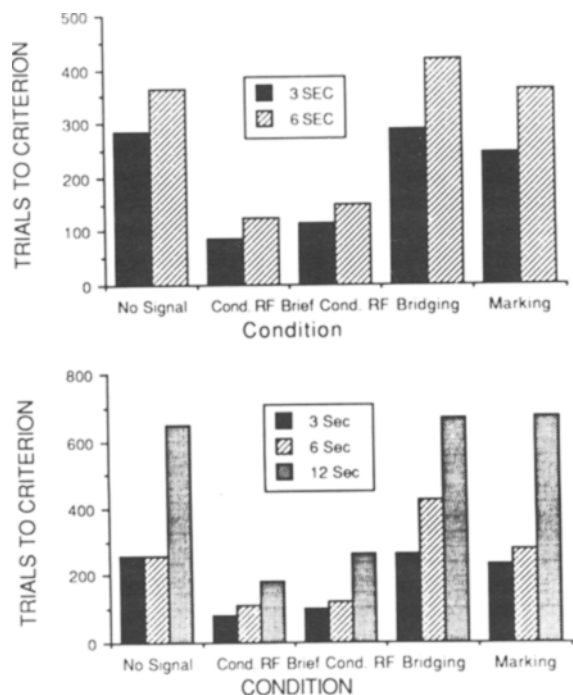 500
400
300
200
100
0
TRIALS TO CRITERION
3 SEC
6 SEC
No Signal Cond. RF Brief Cond. RF Bridging Marking
Condition
800
600
400
200
0
TRIALS TO CRITERION
3 Sec
6 Sec
12 Sec
No Signal Cond. RF Brief Cond. RF Bridging Marking
CONDITION